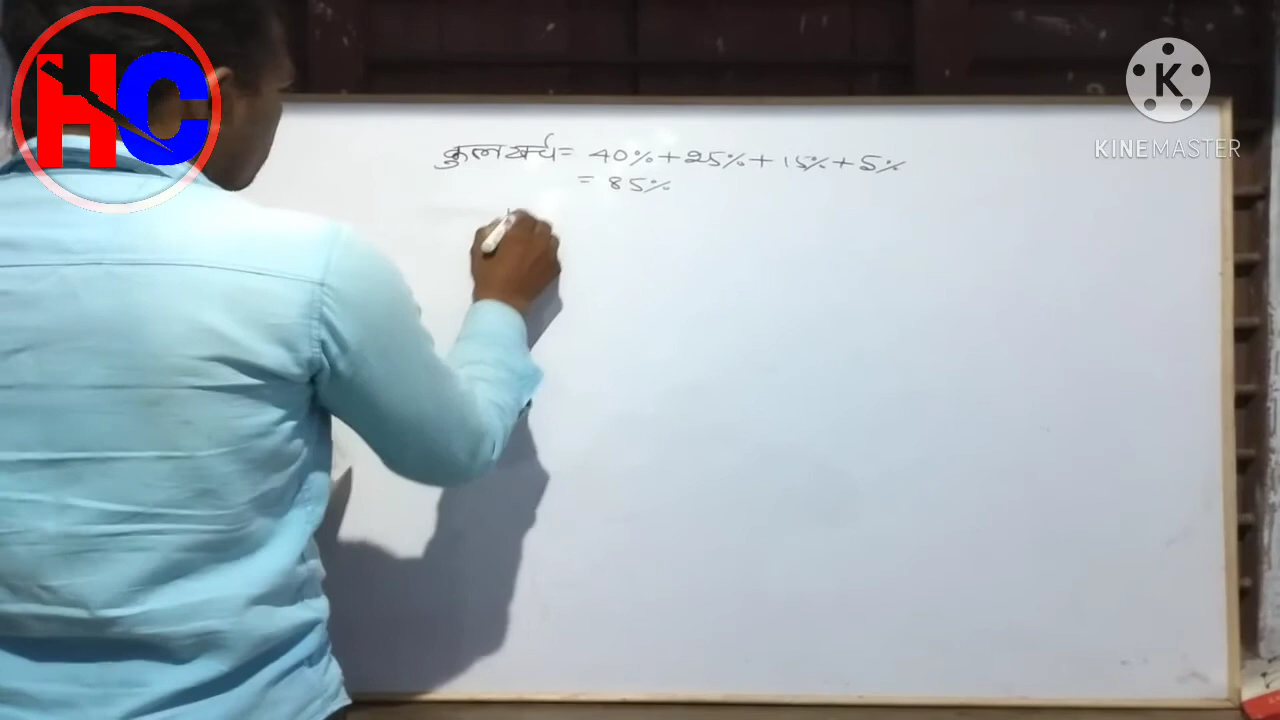 HC
K
KINEMASTER
कुल खर्च = 40% + 25% + 15% + 5%
= 85%